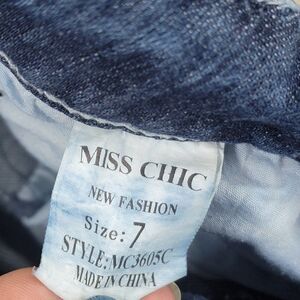 MISS CHIC
NEW FASHION
Size: 7
STYLE:MC3605C
MADE IN CHINA